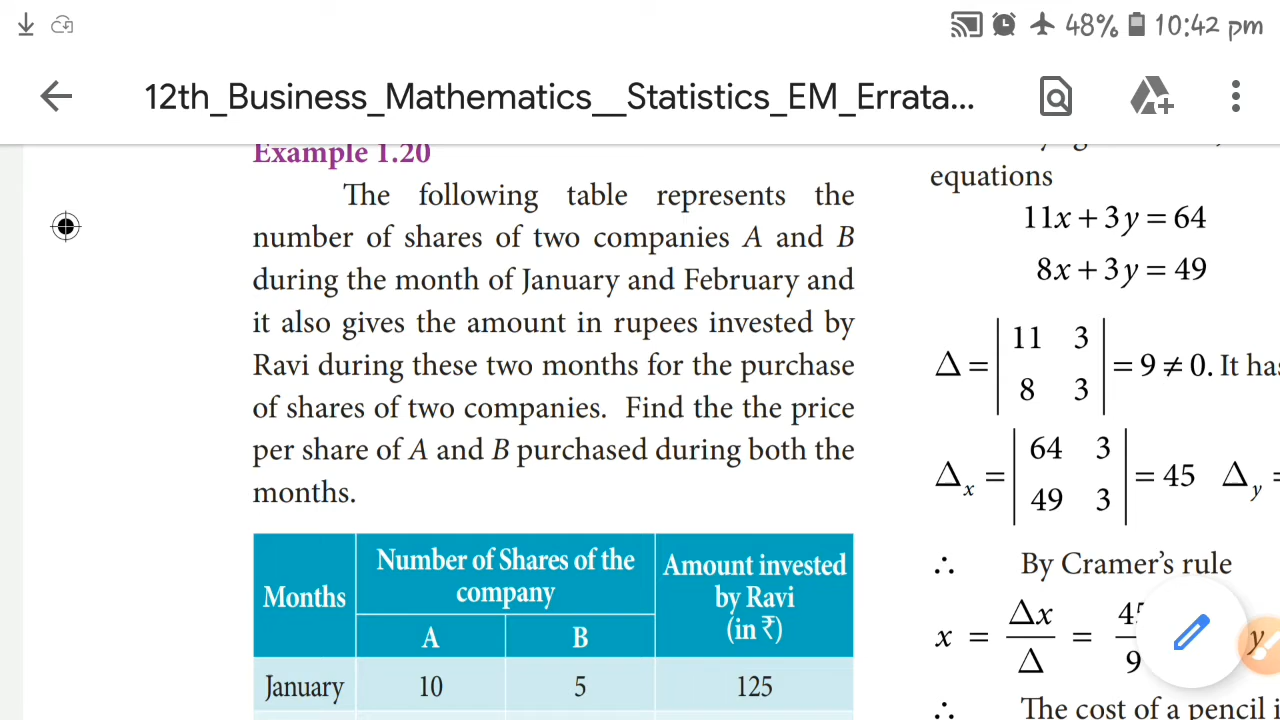 48% 10:42 pm
12th_Business_Mathematics__Statistics_EM_Errata...
Example 1.20
The following table represents the
number of shares of two companies A and B
during the month of January and February and
it also gives the amount in rupees invested by
Ravi during these two months for the purchase
of shares of two companies. Find the the price
per share of A and B purchased during both the
months.
Months
Number of Shares of the
company
A B
Amount invested
by Ravi
(in ₹)
January 10 5 125
equations
11x + 3y = 64
8x + 3y = 49
Δ = | 11 3 | = 9 ≠ 0. It has
| 8 3 |
Δx = | 64 3 | = 45 Δy =
| 49 3 |
∴ By Cramer's rule
x = Δx / Δ = 45 / 9 y
∴ The cost of a pencil i